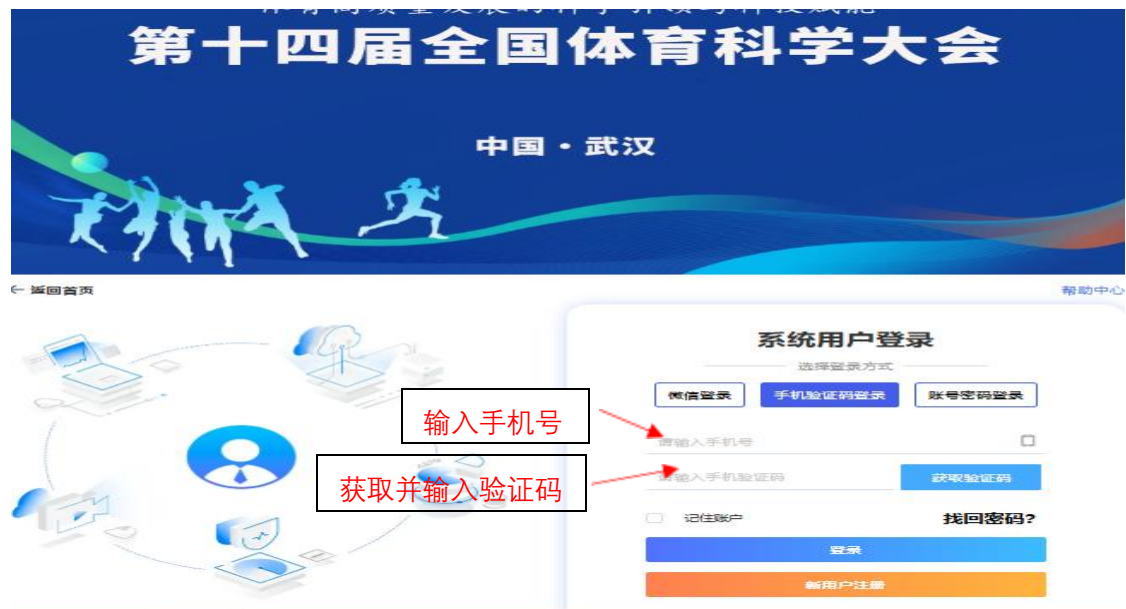 第十四届全国体育科学大会
中国·武汉
← 返回首页
帮助中心
系统用户登录
选择登录方式
微信登录 手机验证码登录 账号密码登录
输入手机号
请输入手机号
获取并输入验证码
请输入手机验证码 获取验证码
记住账户 找回密码?
登录
新用户注册